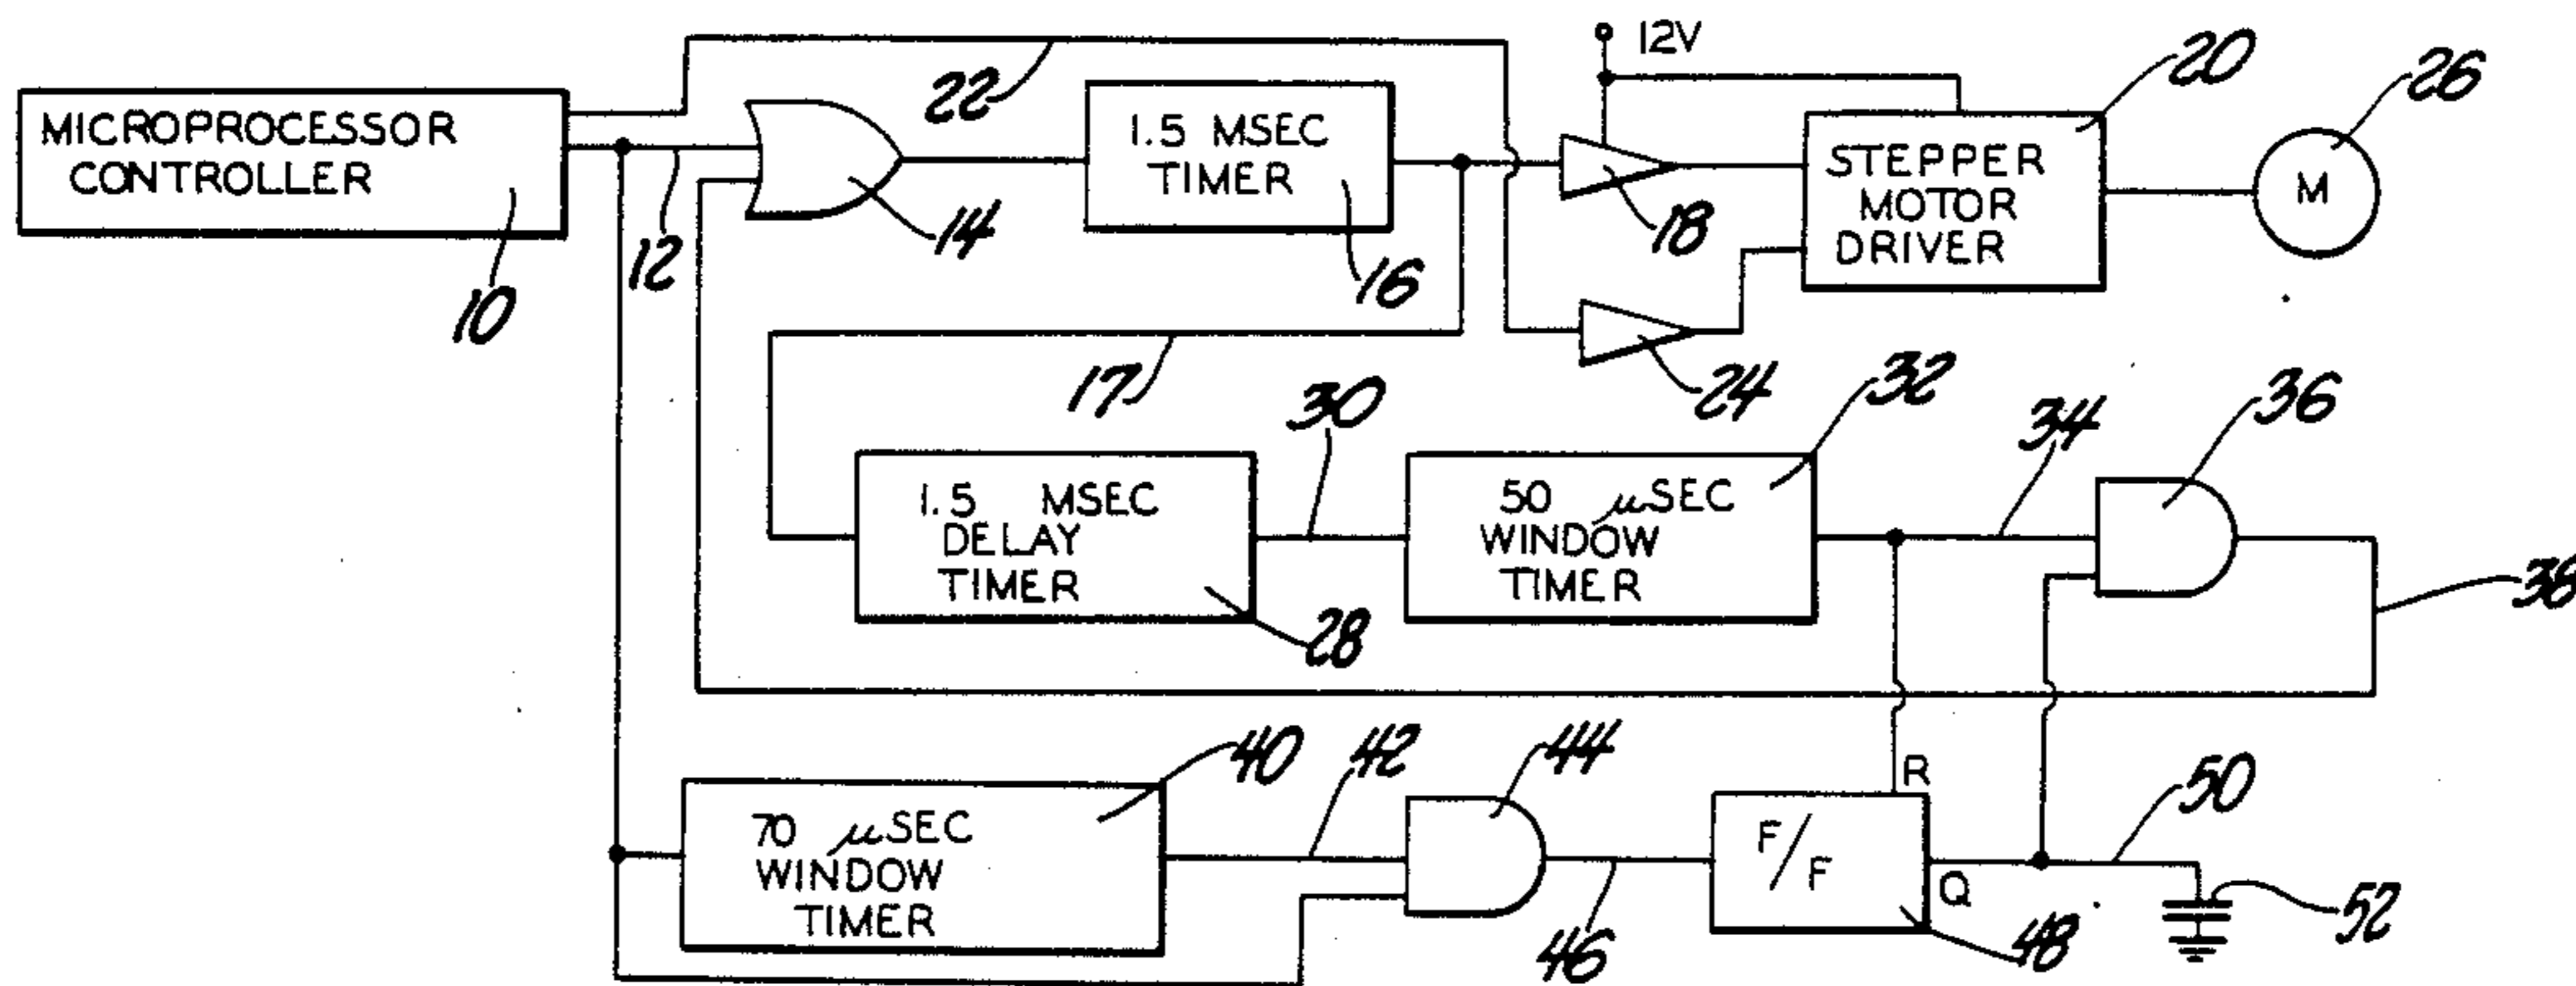 12V
20
26
22
MICROPROCESSOR
CONTROLLER
10
12
14
1.5 MSEC
TIMER
16
18
STEPPER
MOTOR
DRIVER
M
17
24
30
32
34
36
1.5 MSEC
DELAY
TIMER
28
50 μSEC
WINDOW
TIMER
38
40
42
44
70 μSEC
WINDOW
TIMER
46
R
F/F
Q
48
50
52